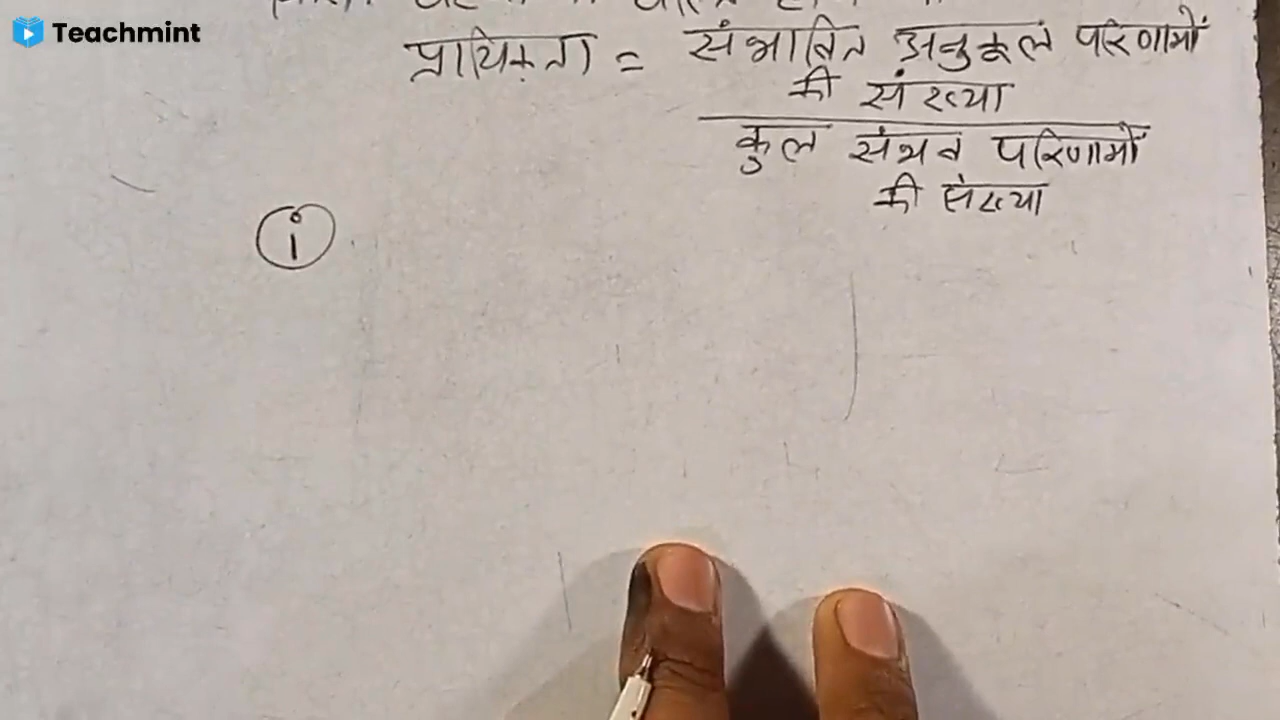 Teachmint
प्रायिकता = संभावित अनुकूल परिणामों
की संख्या
कुल संभव परिणामों
की संख्या
i